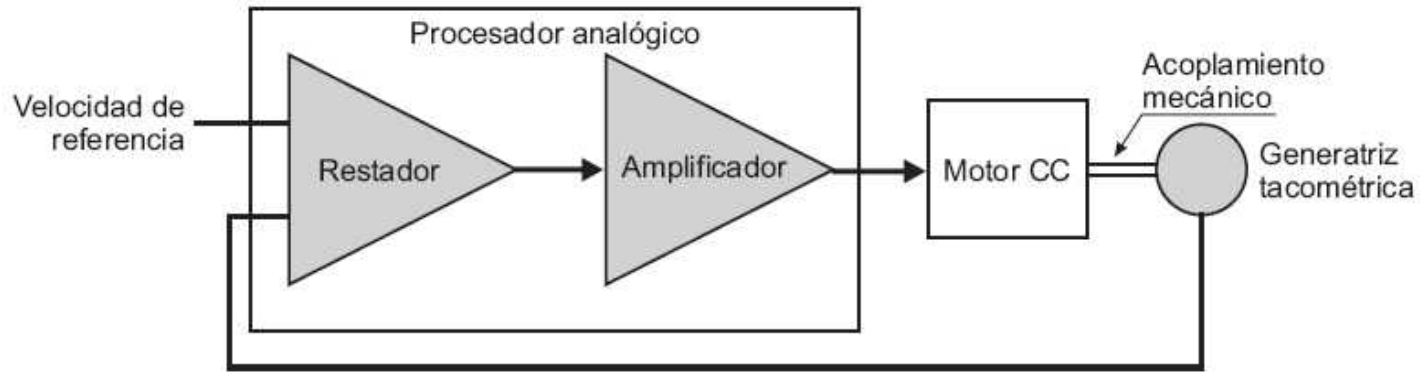 Procesador analógico
Velocidad de
referencia
Restador
Amplificador
Motor CC
Acoplamiento
mecánico
Generatriz
tacométrica